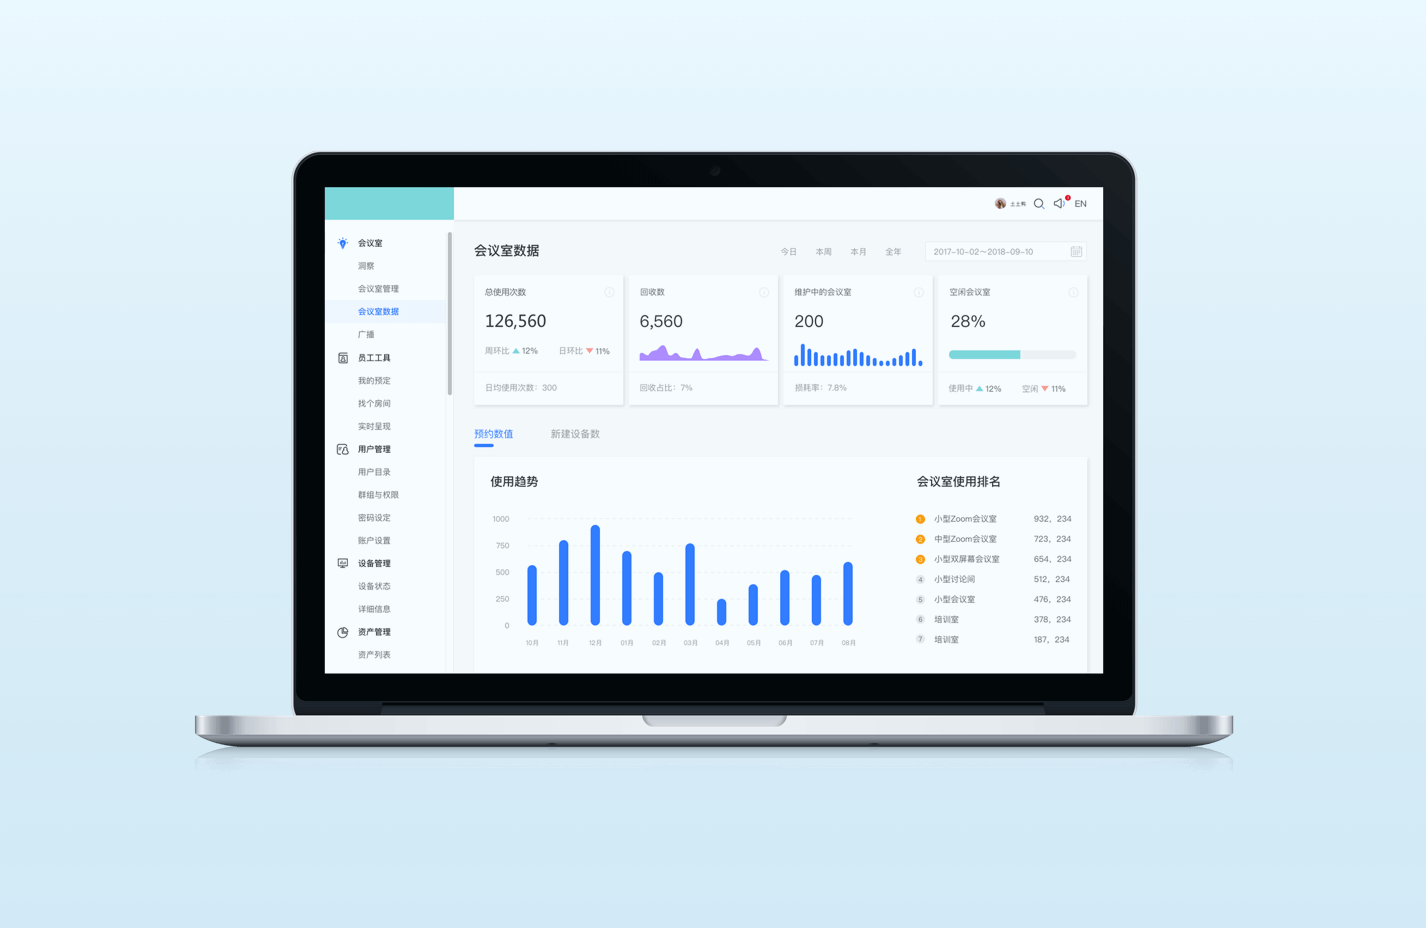 土土鸭
EN
会议室
洞察
会议室管理
会议室数据
广播
员工工具
我的预定
找个房间
实时呈现
用户管理
用户目录
群组与权限
密码设定
账户设置
设备管理
设备状态
详细信息
资产管理
资产列表
会议室数据
今日 本周 本月 全年
2017-10-02~2018-09-10
总使用次数
126,560
周环比 12% 日环比 11%
日均使用次数：300
回收数
6,560
回收占比：7%
维护中的会议室
200
损耗率：7.8%
空闲会议室
28%
使用中 12% 空闲 11%
预约数值 新建设备数
使用趋势
1000
750
500
250
0
10月 11月 12月 01月 02月 03月 04月 05月 06月 07月 08月
会议室使用排名
1 小型Zoom会议室 932，234
2 中型Zoom会议室 723，234
3 小型双屏幕会议室 654，234
4 小型讨论间 512，234
5 小型会议室 476，234
6 培训室 378，234
7 培训室 187，234